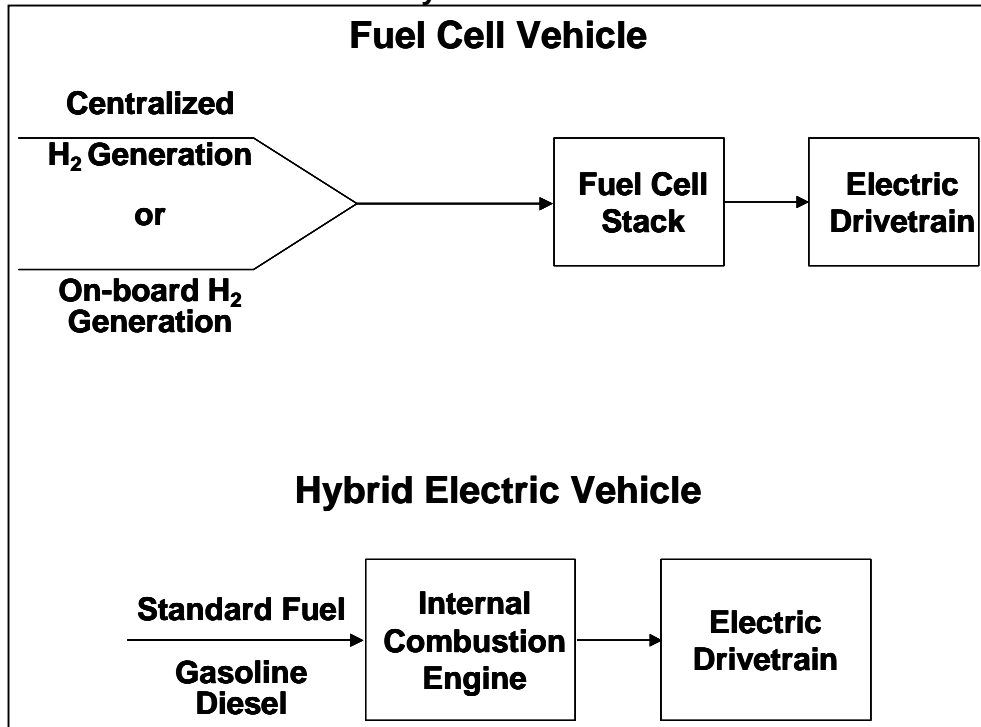 Fuel Cell Vehicle
Centralized
H₂ Generation
or
On-board H₂
Generation
Fuel Cell
Stack
Electric
Drivetrain
Hybrid Electric Vehicle
Standard Fuel
Gasoline
Diesel
Internal
Combustion
Engine
Electric
Drivetrain